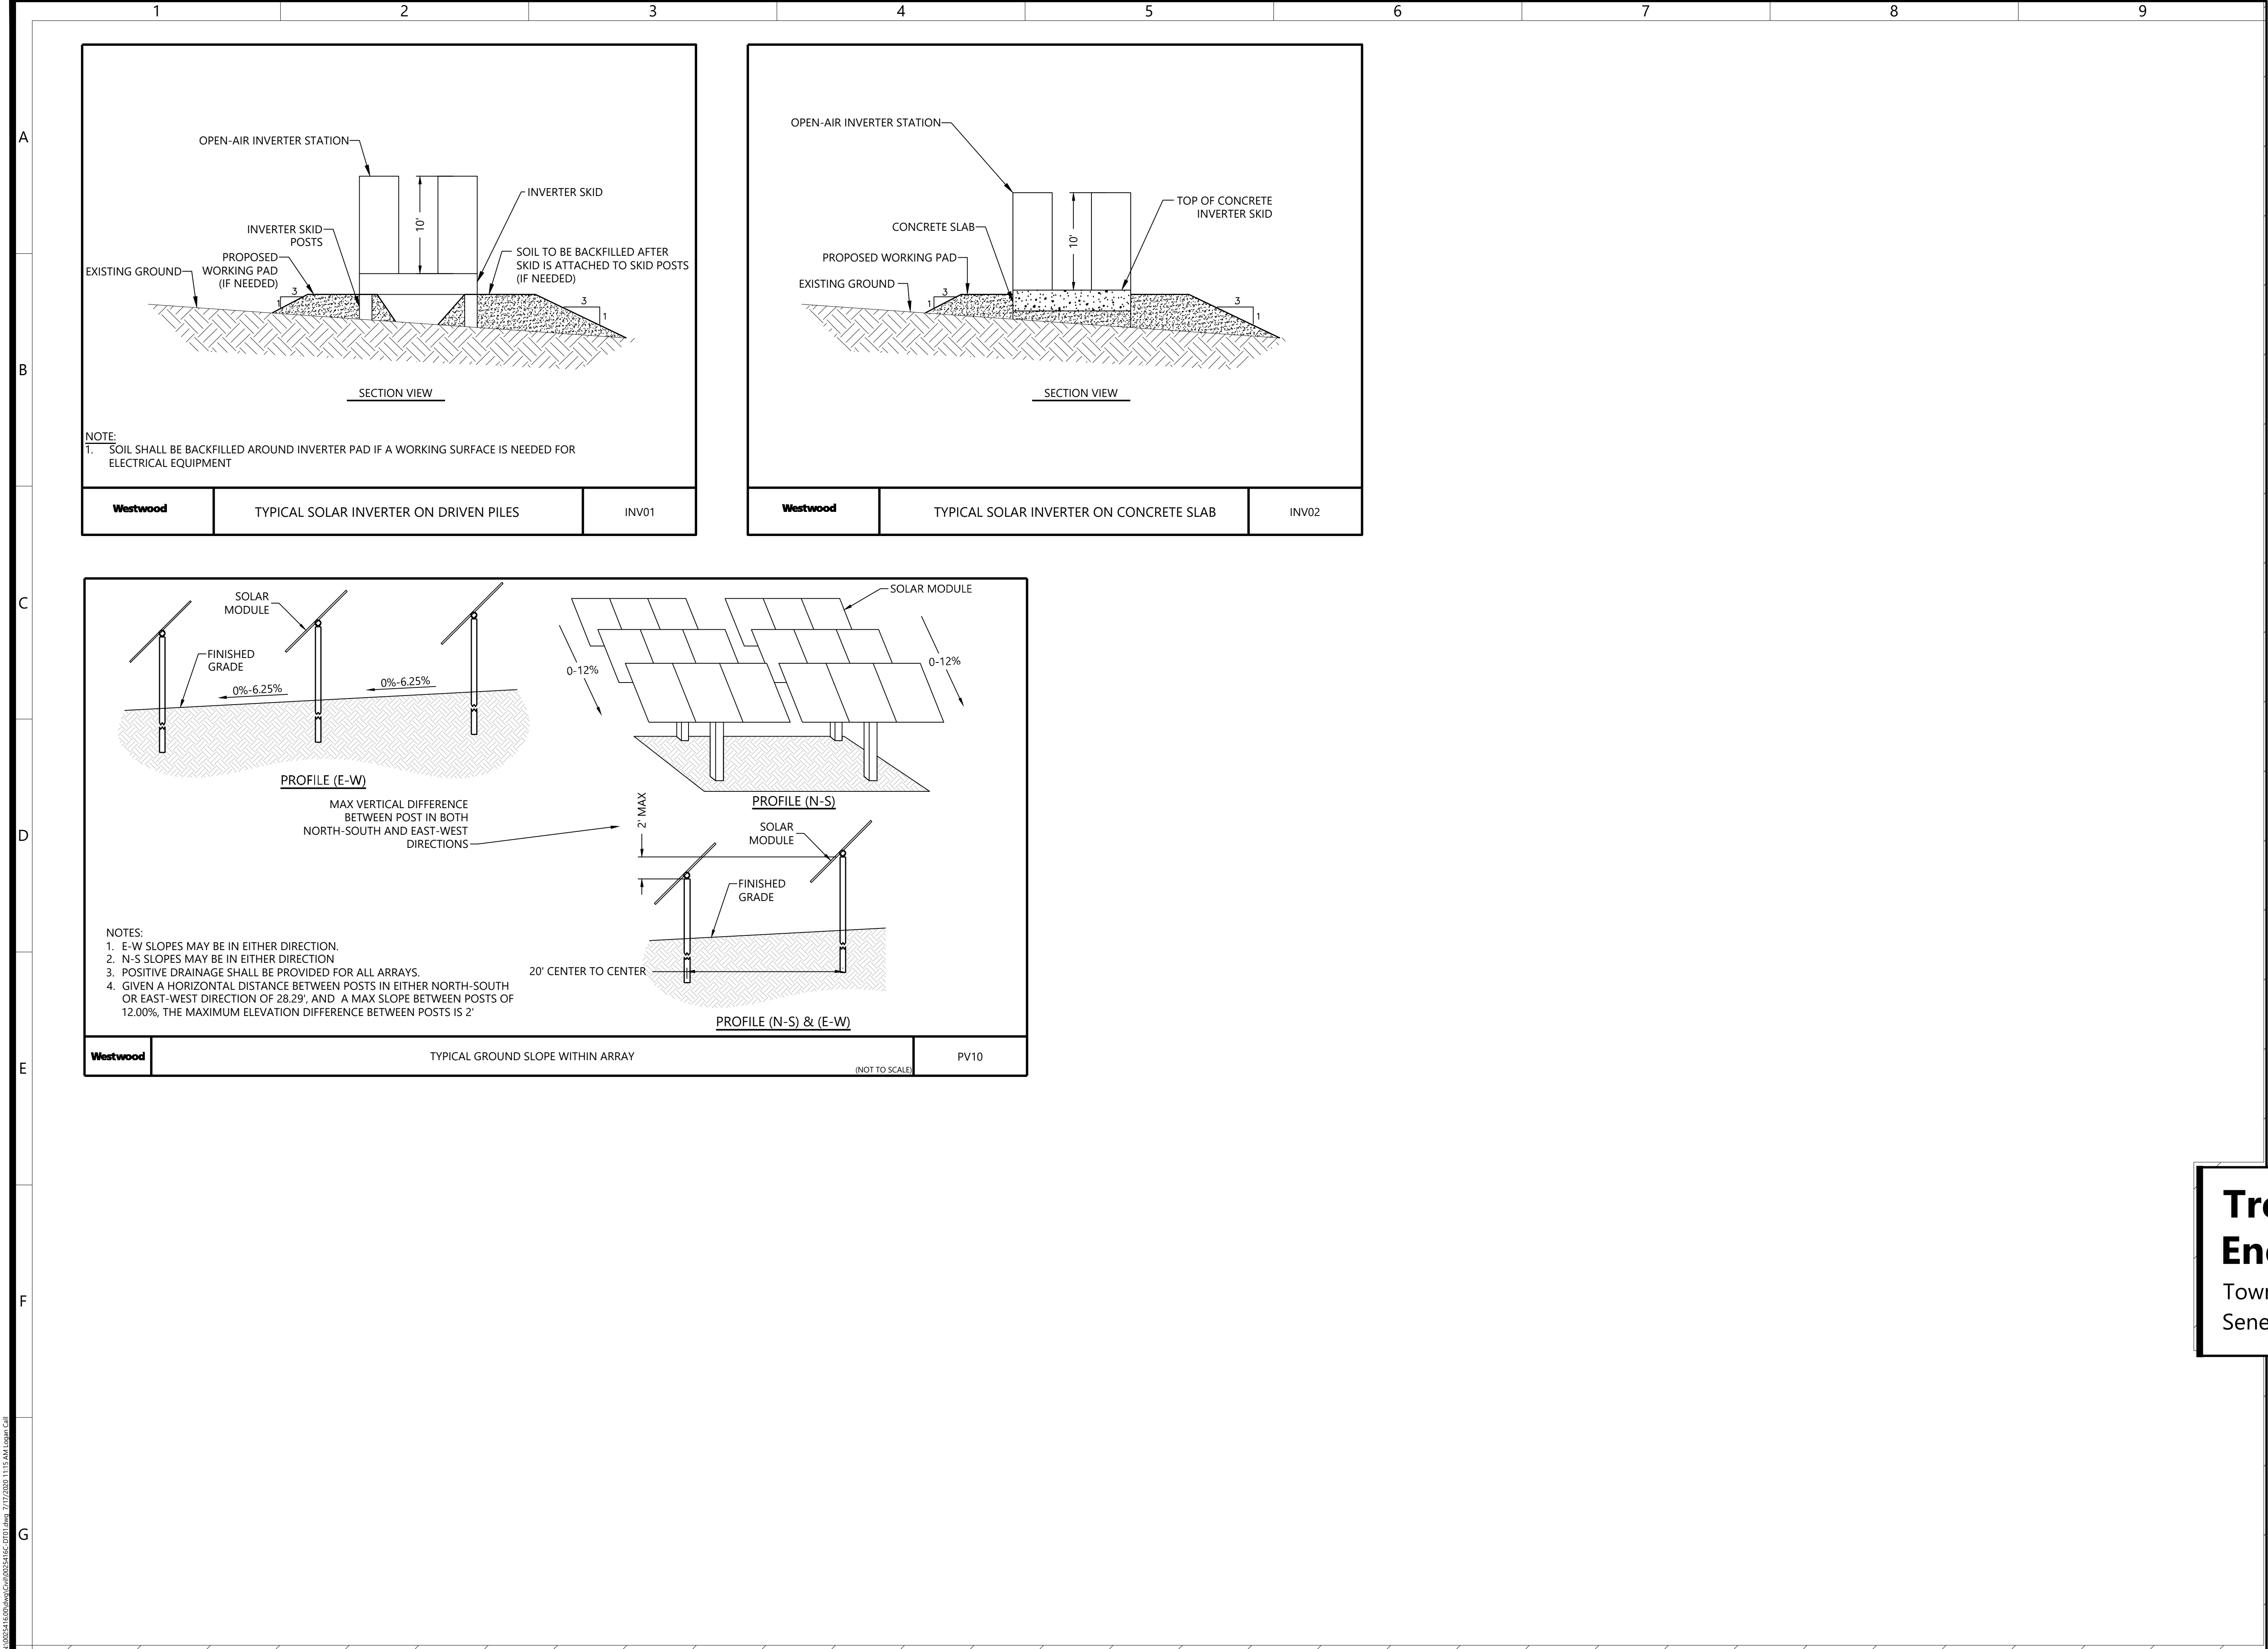 1 2 3 4 5 6 7 8 9
A
B
C
D
E
F
G
OPEN-AIR INVERTER STATION
INVERTER SKID
10'
INVERTER SKID
POSTS
SOIL TO BE BACKFILLED AFTER
SKID IS ATTACHED TO SKID POSTS
(IF NEEDED)
PROPOSED
WORKING PAD
(IF NEEDED)
EXISTING GROUND
3
1
3
1
SECTION VIEW
NOTE:
1. SOIL SHALL BE BACKFILLED AROUND INVERTER PAD IF A WORKING SURFACE IS NEEDED FOR
ELECTRICAL EQUIPMENT
Westwood TYPICAL SOLAR INVERTER ON DRIVEN PILES INV01
OPEN-AIR INVERTER STATION
TOP OF CONCRETE
INVERTER SKID
10'
CONCRETE SLAB
PROPOSED WORKING PAD
EXISTING GROUND
3
1
3
1
SECTION VIEW
Westwood TYPICAL SOLAR INVERTER ON CONCRETE SLAB INV02
SOLAR
MODULE
FINISHED
GRADE
0%-6.25%
0%-6.25%
PROFILE (E-W)
SOLAR MODULE
0-12%
0-12%
PROFILE (N-S)
MAX VERTICAL DIFFERENCE
BETWEEN POST IN BOTH
NORTH-SOUTH AND EAST-WEST
DIRECTIONS
2' MAX
SOLAR
MODULE
FINISHED
GRADE
20' CENTER TO CENTER
PROFILE (N-S) & (E-W)
NOTES:
1. E-W SLOPES MAY BE IN EITHER DIRECTION.
2. N-S SLOPES MAY BE IN EITHER DIRECTION
3. POSITIVE DRAINAGE SHALL BE PROVIDED FOR ALL ARRAYS.
4. GIVEN A HORIZONTAL DISTANCE BETWEEN POSTS IN EITHER NORTH-SOUTH
OR EAST-WEST DIRECTION OF 28.29', AND A MAX SLOPE BETWEEN POSTS OF
12.00%, THE MAXIMUM ELEVATION DIFFERENCE BETWEEN POSTS IS 2'
Westwood TYPICAL GROUND SLOPE WITHIN ARRAY (NOT TO SCALE) PV10
7/17/2020 11:15 AM Logan Call